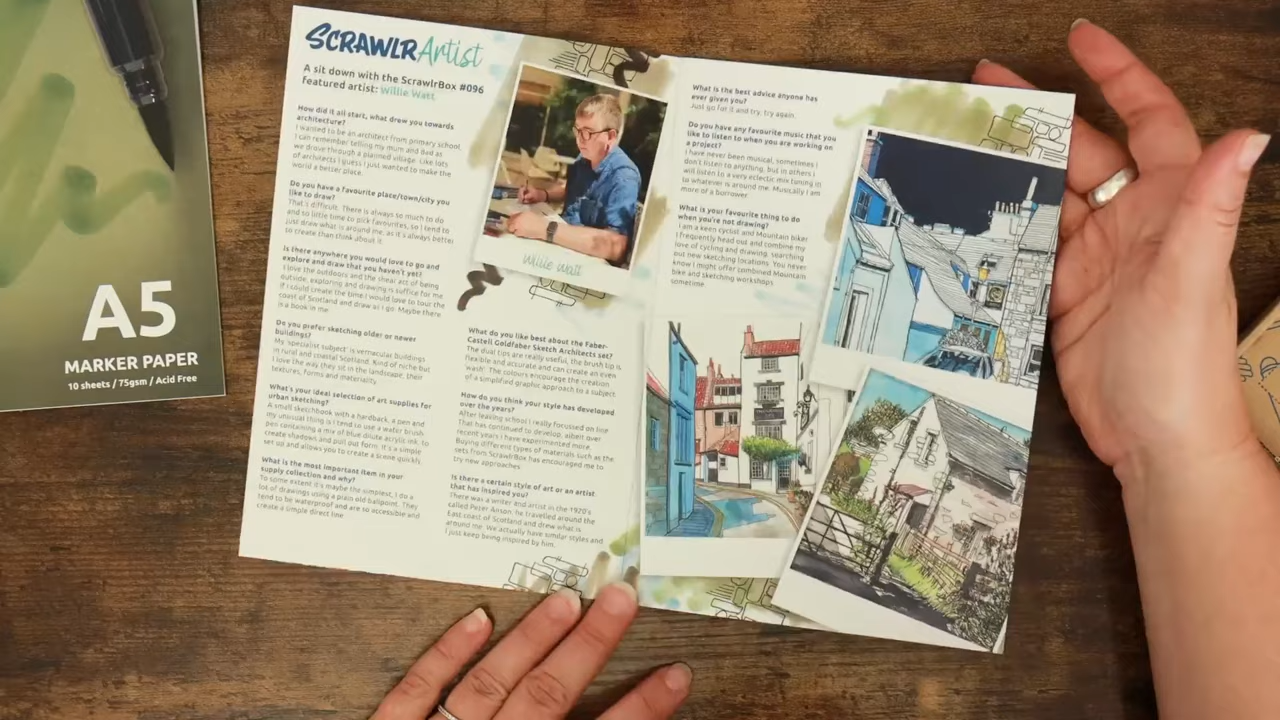 A5
MARKER PAPER
10 sheets / 75gsm / Acid Free
SCRAWLRArtist
A sit down with the ScrawlrBox #096
featured artist: Willie Watt
How did it all start, what drew you towards
architecture?
I wanted to be an architect from primary school,
I can remember telling my mum and dad as
we drove through a planned village. Like lots
of architects I guess I just wanted to make the
world a better place.
Do you have a favourite place/town/city you
like to draw?
That's difficult. There is always so much to do
and so little time to pick favourites, so I tend to
draw what is around me, as it's always better
to create than think about it.
Is there anywhere you would love to go and
explore and draw that you haven't yet?
I love the outdoors and the shear act of being
outside, exploring and drawing is suffice for me
If I could create the time I would love to tour the
coast of Scotland and draw as I go. Maybe there
is a book in me
Do you prefer sketching older or newer
buildings?
My 'specialist subject' is vernacular buildings
in rural and coastal Scotland. Kind of niche but
I love the way they sit in the landscape, their
textures, forms and materiality.
What's your ideal selection of art supplies for
urban sketching?
A small sketchbook with a hardback, a pen and
my unusual thing is I tend to use a water brush
pen containing a mix of blue dilute acrylic ink, to
create shadow and pull out form. It's a simple
set up and allows you to create a scene quickly.
What is the most important item in your
supply collection and why?
To some extent it's maybe the simplest, I do a
lot of drawings using a plain old ballpoint. They
tend to be waterproof and are so accessible and
create a simple direct line
Willie Watt
What do you like best about the Faber-
Castell Goldfaber Sketch Architects set?
The dual tips are really useful, the brush tip is
flexible and accurate and can create an even
'wash'. The colours encourage the creation
of a simplified graphic approach to a subject.
How do you think your style has developed
over the years?
After leaving school I really focussed on line
That has continued to develop, albeit over
recent years I have experimented more.
Buying different types of materials such as the
sets from ScrawlrBox has encouraged me to
try new approaches
Is there a certain style of art or an artist
that has inspired you?
There was a writer and artist in the 1970's
called Peter Anson, he travelled around the
East coast of Scotland and drew what is
around me. We actually have similar styles and
I just keep being inspired by him.
What is the best advice anyone has
ever given you?
Just go for it and try, try again.
Do you have any favourite music that you
like to listen to when you are working on
a project?
I have never been musical, sometimes I
don't listen to anything, but in others I
will listen to a very eclectic mix tuning in
to whatever is around me. Musically I am
more of a borrower
What is your favourite thing to do
when you're not drawing?
I am a keen cyclist and Mountain biker
I frequently head out and combine my
love of cycling and drawing, searching
out new sketching locations. You never
know I might offer combined Mountain
bike and sketching workshops
sometime.